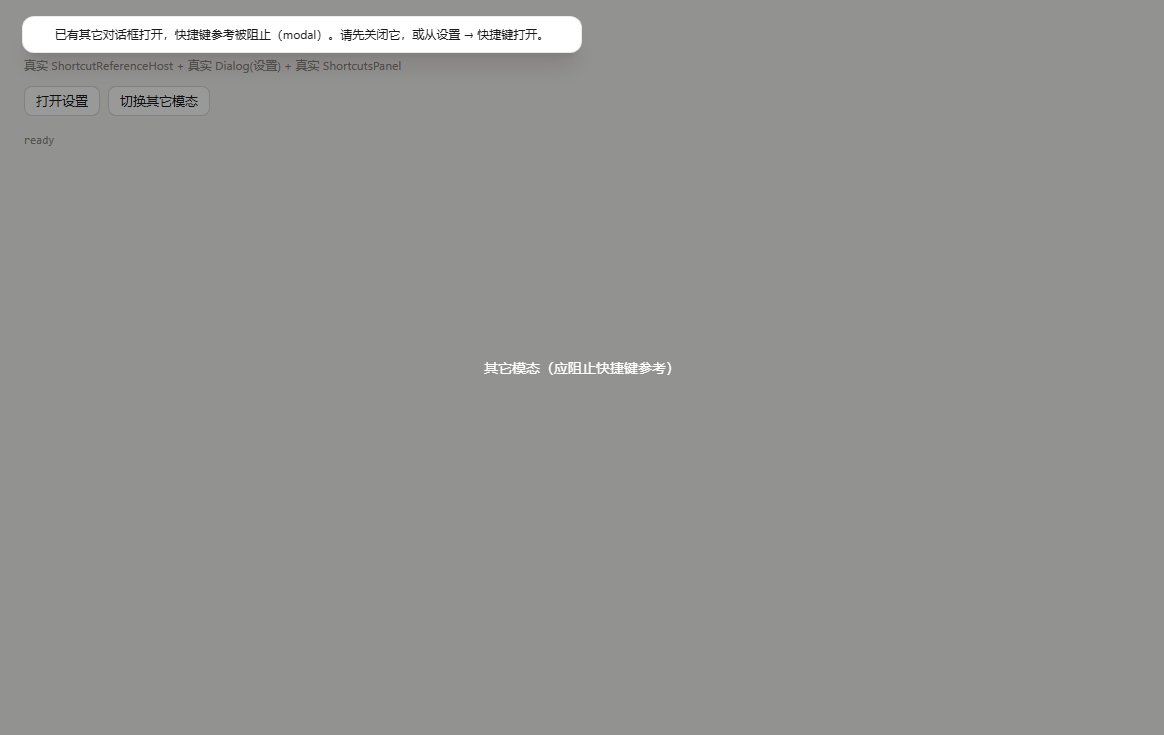 已有其它对话框打开，快捷键参考被阻止（modal）。请先关闭它，或从设置 → 快捷键打开。
真实 ShortcutReferenceHost + 真实 Dialog(设置) + 真实 ShortcutsPanel
打开设置 切换其它模态
ready
其它模态（应阻止快捷键参考）